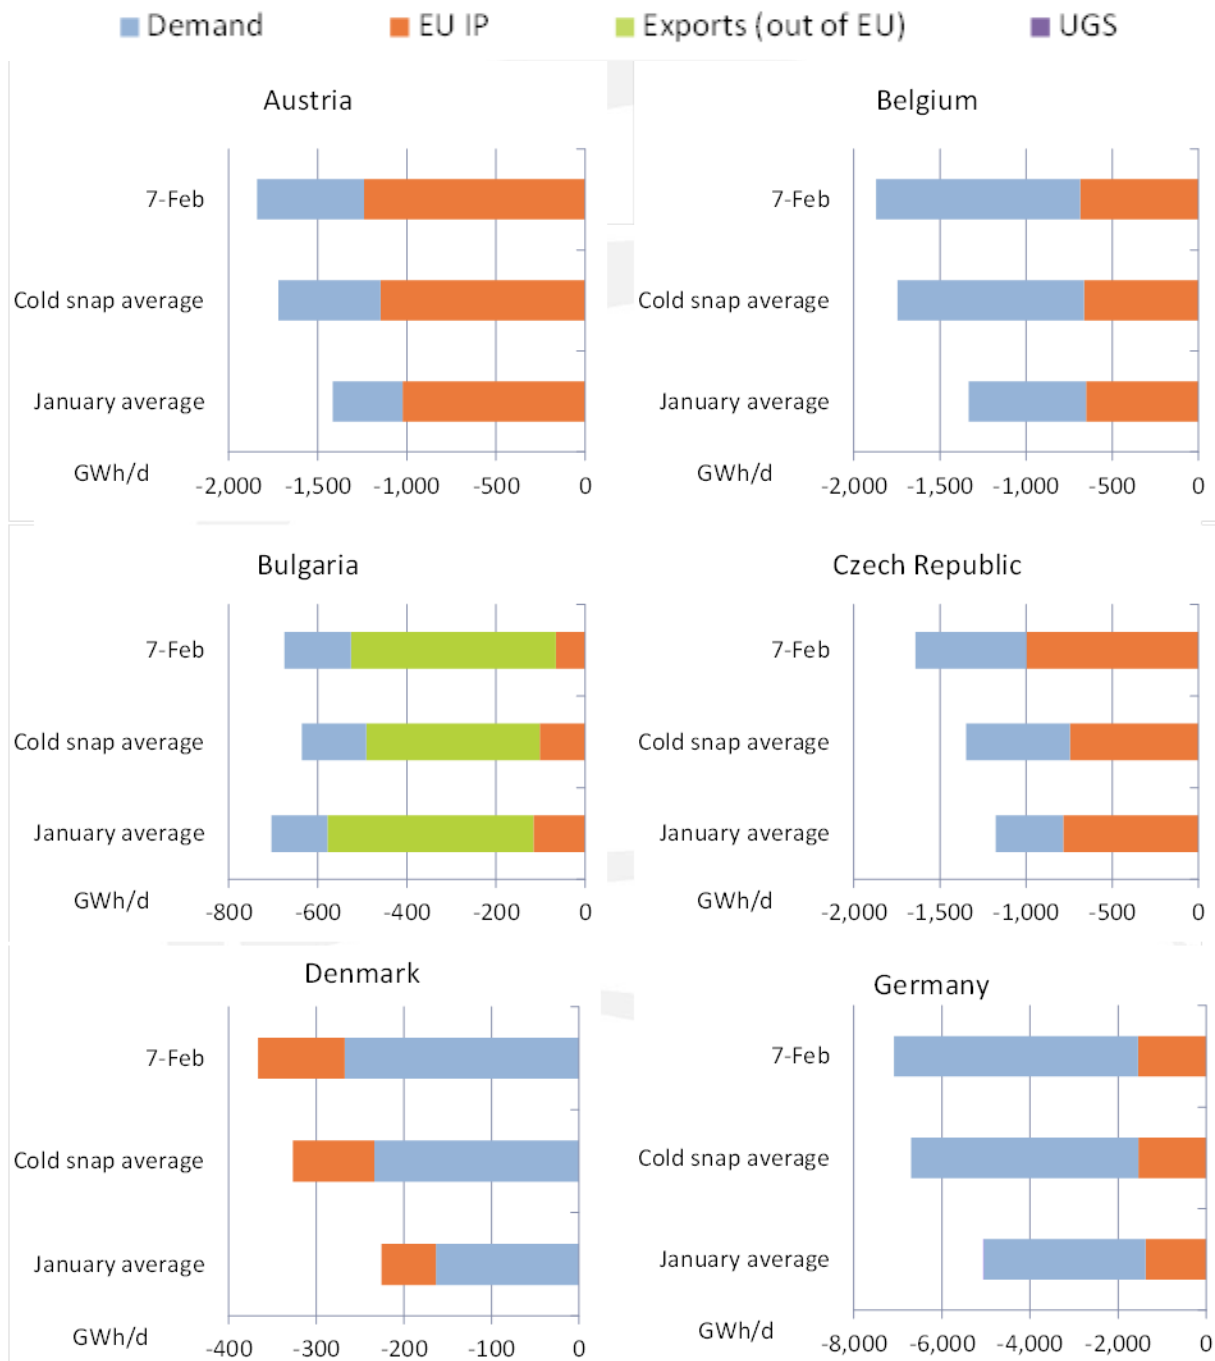 Demand EU IP Exports (out of EU) UGS
Austria
7-Feb
Cold snap average
January average
GWh/d
-2,000 -1,500 -1,000 -500 0
Belgium
7-Feb
Cold snap average
January average
GWh/d
-2,000 -1,500 -1,000 -500 0
Bulgaria
7-Feb
Cold snap average
January average
GWh/d
-800 -600 -400 -200 0
Czech Republic
7-Feb
Cold snap average
January average
GWh/d
-2,000 -1,500 -1,000 -500 0
Denmark
7-Feb
Cold snap average
January average
GWh/d
-400 -300 -200 -100 0
Germany
7-Feb
Cold snap average
January average
GWh/d
-8,000 -6,000 -4,000 -2,000 0